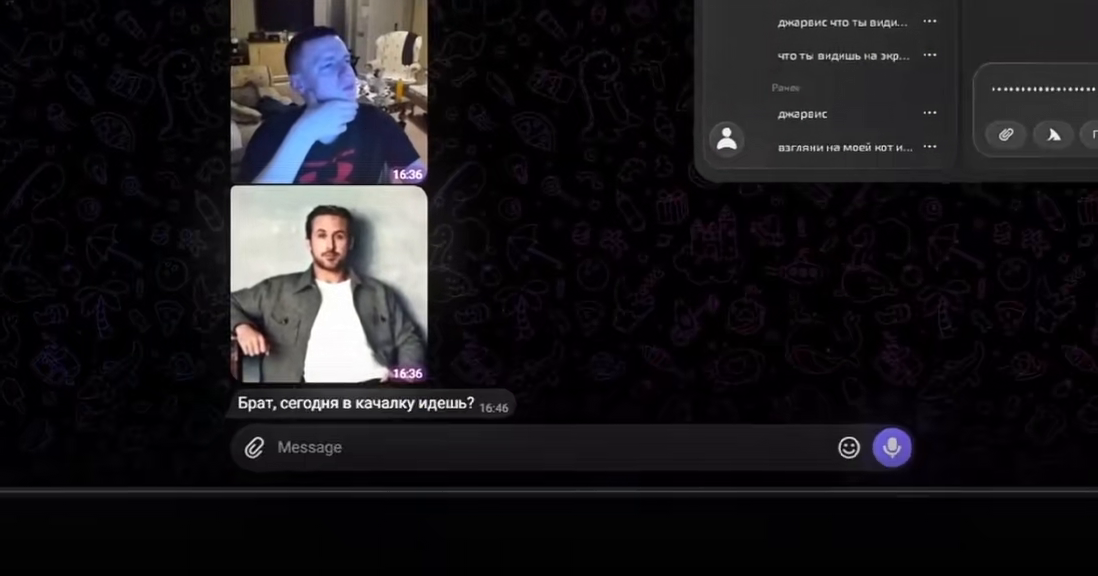 16:36
16:36
Брат, сегодня в качалку идешь? 16:46
Message
джарвис что ты види...
что ты видишь на экр...
Ранее
джарвис
взгляни на моей кот и...